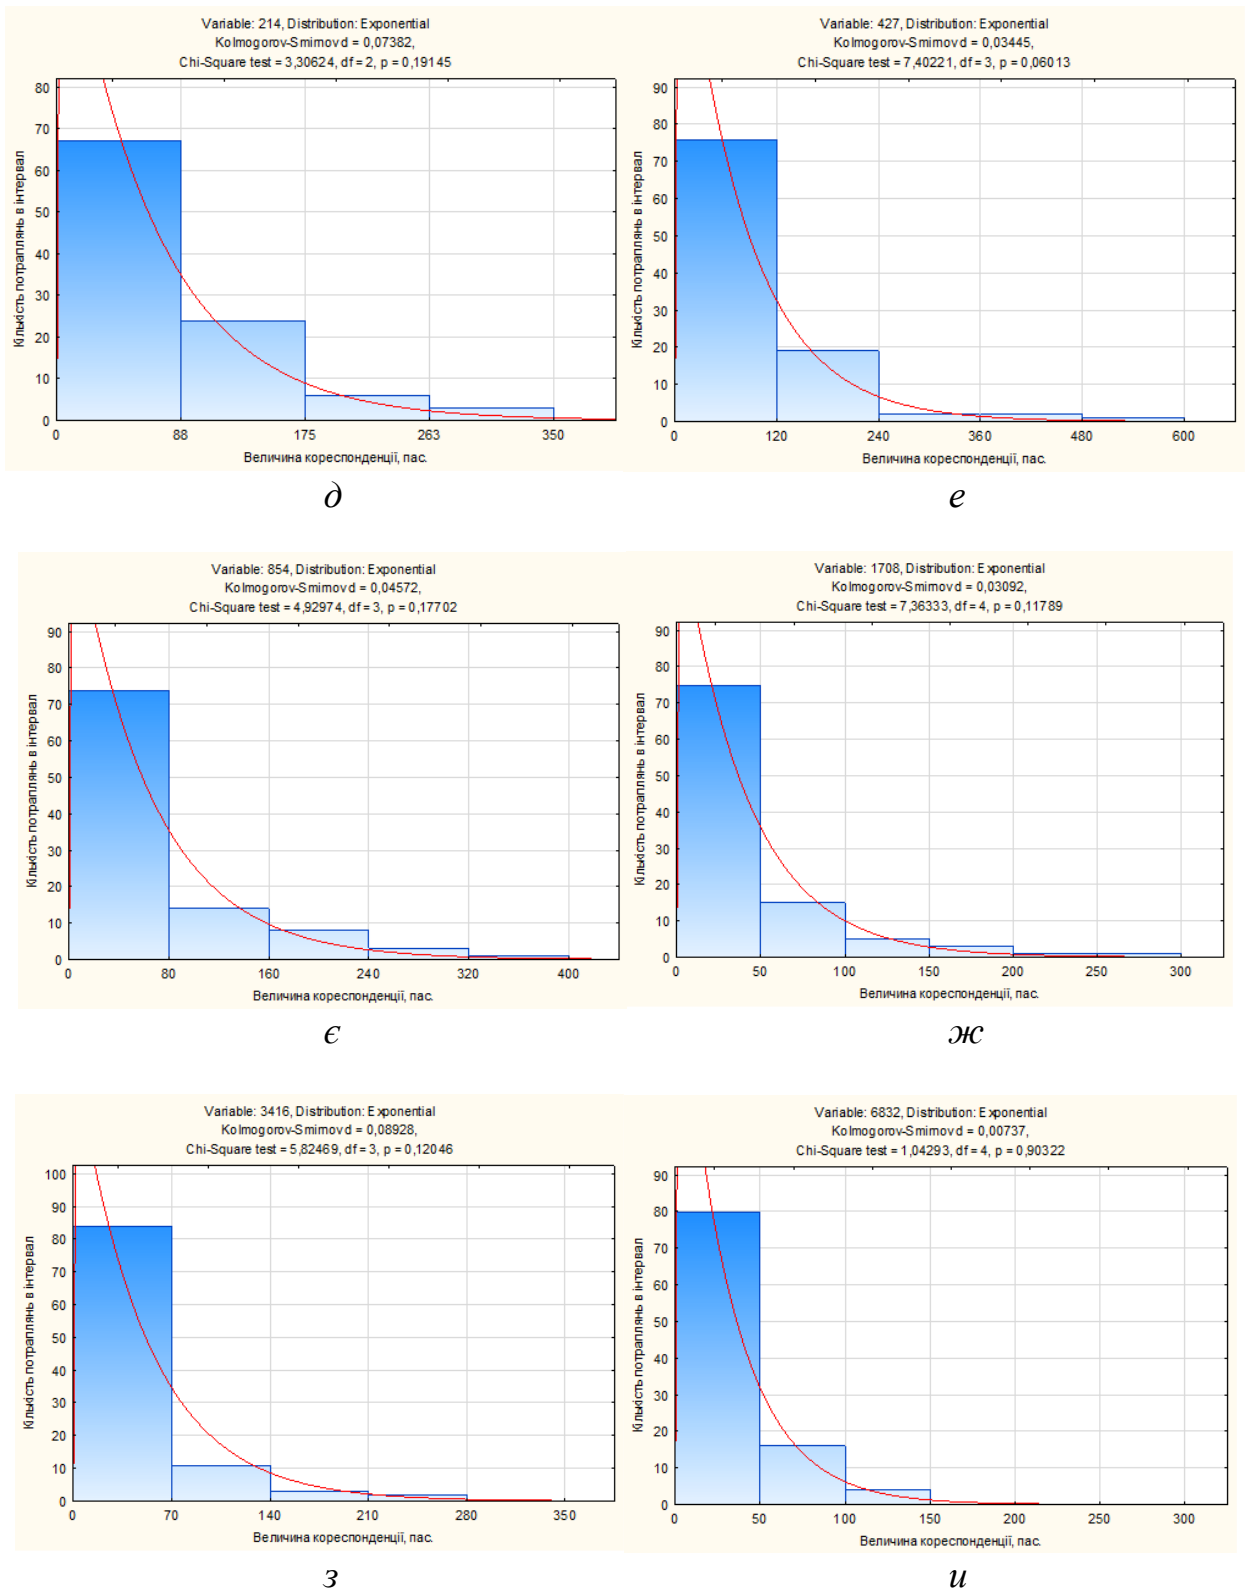 Variable: 214, Distribution: Exponential
Kolmogorov-Smirnov d = 0,07382,
Chi-Square test = 3,30624, df = 2, p = 0,19145
Кількість потраплянь в інтервал
80
70
60
50
40
30
20
10
0
0 88 175 263 350
Величина кореспонденції, пас.
д
Variable: 427, Distribution: Exponential
Kolmogorov-Smirnov d = 0,03445,
Chi-Square test = 7,40221, df = 3, p = 0,06013
Кількість потраплянь в інтервал
90
80
70
60
50
40
30
20
10
0
0 120 240 360 480 600
Величина кореспонденції, пас.
е
Variable: 854, Distribution: Exponential
Kolmogorov-Smirnov d = 0,04572,
Chi-Square test = 4,92974, df = 3, p = 0,17702
Кількість потраплянь в інтервал
90
80
70
60
50
40
30
20
10
0
0 80 160 240 320 400
Величина кореспонденції, пас.
є
Variable: 1708, Distribution: Exponential
Kolmogorov-Smirnov d = 0,03092,
Chi-Square test = 7,36333, df = 4, p = 0,11789
Кількість потраплянь в інтервал
90
80
70
60
50
40
30
20
10
0
0 50 100 150 200 250 300
Величина кореспонденції, пас.
ж
Variable: 3416, Distribution: Exponential
Kolmogorov-Smirnov d = 0,08928,
Chi-Square test = 5,82469, df = 3, p = 0,12046
Кількість потраплянь в інтервал
100
90
80
70
60
50
40
30
20
10
0
0 70 140 210 280 350
Величина кореспонденції, пас.
з
Variable: 6832, Distribution: Exponential
Kolmogorov-Smirnov d = 0,00737,
Chi-Square test = 1,04293, df = 4, p = 0,90322
Кількість потраплянь в інтервал
90
80
70
60
50
40
30
20
10
0
0 50 100 150 200 250 300
Величина кореспонденції, пас.
и